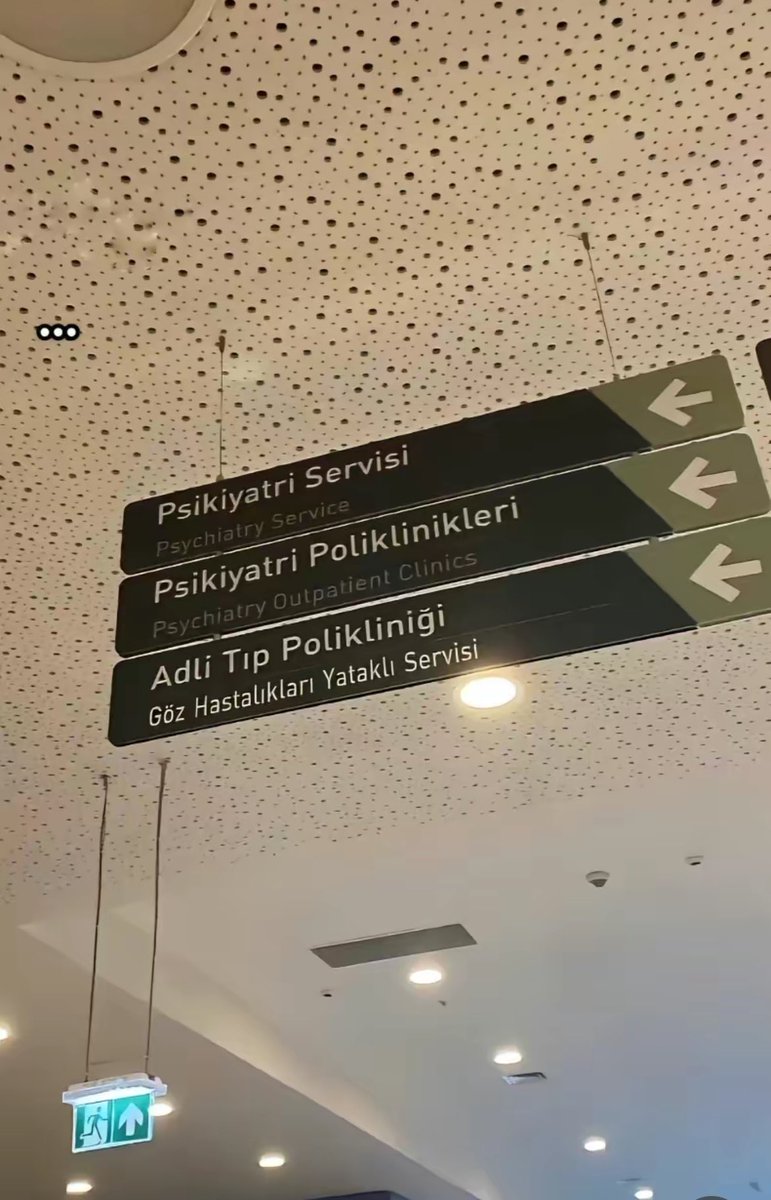 Psikiyatri Servisi
Psychiatry Service
Psikiyatri Poliklinikleri
Psychiatry Outpatient Clinics
Adli Tıp Polikliniği
Göz Hastalıkları Yataklı Servisi